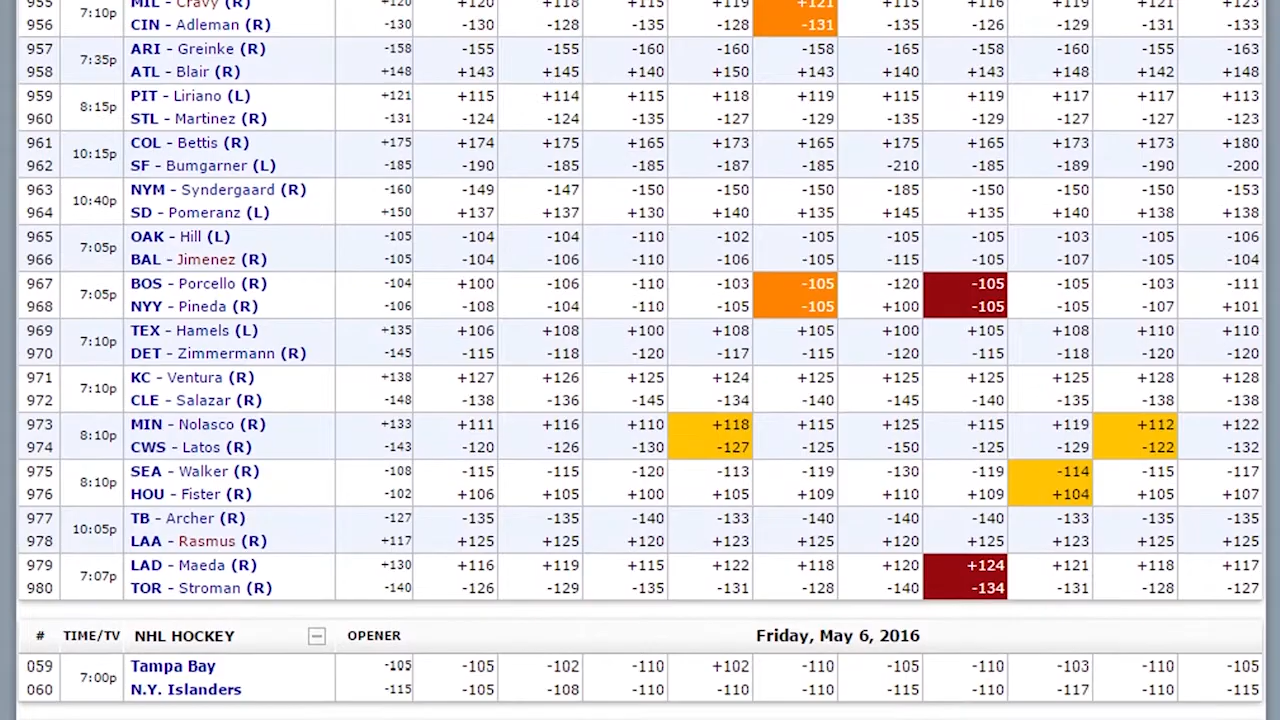 955 MIL - Cravy (R) +120 +120 +118 +115 +119 +121 +115 +116 +119 +121 +123
7:10p
956 CIN - Adleman (R) -130 -130 -128 -135 -128 -131 -135 -126 -129 -131 -133
957 ARI - Greinke (R) -158 -155 -155 -160 -160 -158 -165 -158 -160 -155 -163
7:35p
958 ATL - Blair (R) +148 +143 +145 +140 +150 +143 +140 +143 +148 +142 +148
959 PIT - Liriano (L) +121 +115 +114 +115 +118 +119 +115 +119 +117 +117 +113
8:15p
960 STL - Martinez (R) -131 -124 -124 -135 -127 -129 -135 -129 -127 -127 -123
961 COL - Bettis (R) +175 +174 +175 +165 +173 +165 +175 +165 +173 +173 +180
10:15p
962 SF - Bumgarner (L) -185 -190 -185 -185 -187 -185 -210 -185 -189 -190 -200
963 NYM - Syndergaard (R) -160 -149 -147 -150 -150 -150 -185 -150 -150 -150 -153
10:40p
964 SD - Pomeranz (L) +150 +137 +137 +130 +140 +135 +145 +135 +140 +138 +138
965 OAK - Hill (L) -105 -104 -104 -110 -102 -105 -105 -105 -103 -105 -106
7:05p
966 BAL - Jimenez (R) -105 -104 -106 -110 -106 -105 -115 -105 -107 -105 -104
967 BOS - Porcello (R) -104 +100 -106 -110 -103 -105 -120 -105 -105 -103 -111
7:05p
968 NYY - Pineda (R) -106 -108 -104 -110 -105 -105 +100 -105 -105 -107 +101
969 TEX - Hamels (L) +135 +106 +108 +100 +108 +105 +100 +105 +108 +110 +110
7:10p
970 DET - Zimmermann (R) -145 -115 -118 -120 -117 -115 -120 -115 -118 -120 -120
971 KC - Ventura (R) +138 +127 +126 +125 +124 +125 +125 +125 +125 +128 +128
7:10p
972 CLE - Salazar (R) -148 -138 -136 -145 -134 -140 -145 -140 -135 -138 -138
973 MIN - Nolasco (R) +133 +111 +116 +110 +118 +115 +125 +115 +119 +112 +122
8:10p
974 CWS - Latos (R) -143 -120 -126 -130 -127 -125 -150 -125 -129 -122 -132
975 SEA - Walker (R) -108 -115 -115 -120 -113 -119 -130 -119 -114 -115 -117
8:10p
976 HOU - Fister (R) -102 +106 +105 +100 +105 +109 +110 +109 +104 +105 +107
977 TB - Archer (R) -127 -135 -135 -140 -133 -140 -140 -140 -133 -135 -135
10:05p
978 LAA - Rasmus (R) +117 +125 +125 +120 +123 +125 +120 +125 +123 +125 +125
979 LAD - Maeda (R) +130 +116 +119 +115 +122 +118 +120 +124 +121 +118 +117
7:07p
980 TOR - Stroman (R) -140 -126 -129 -135 -131 -128 -140 -134 -131 -128 -127
# TIME/TV NHL HOCKEY OPENER Friday, May 6, 2016
059 Tampa Bay -105 -105 -102 -110 +102 -110 -105 -110 -103 -110 -105
7:00p
060 N.Y. Islanders -115 -105 -108 -110 -110 -110 -115 -110 -117 -110 -115